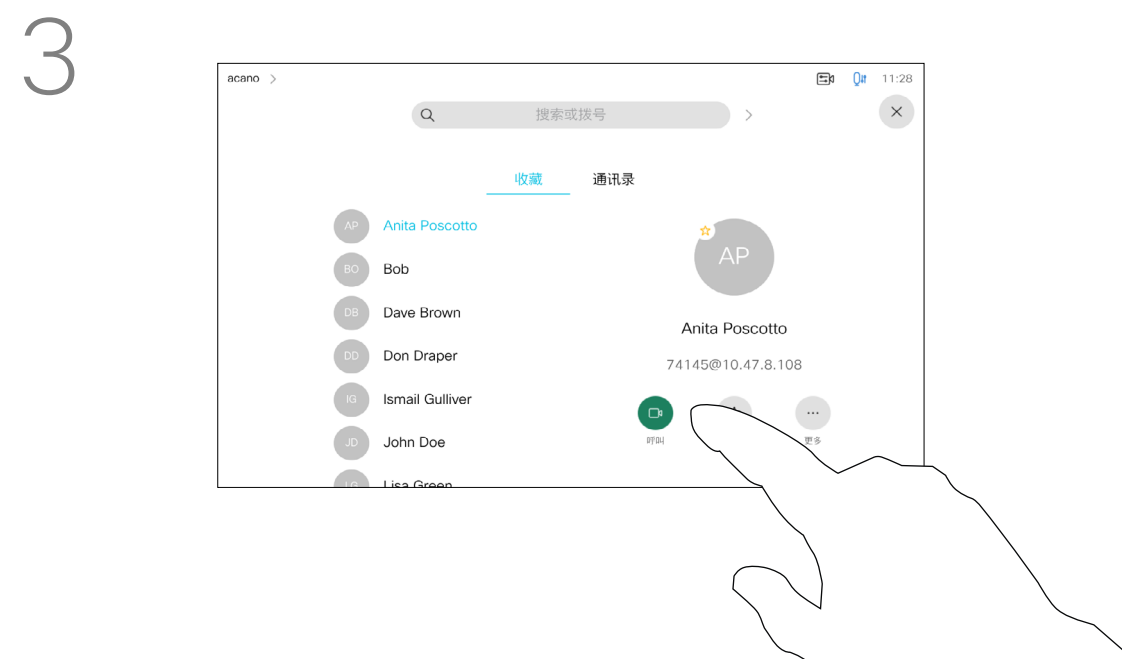 3
acano
11:28
搜索或拨号
收藏
通讯录
AP
Anita Poscotto
BO
Bob
DB
Dave Brown
DD
Don Draper
IG
Ismail Gulliver
JD
John Doe
LG
Lisa Green
AP
Anita Poscotto
74145@10.47.8.108
呼叫
更多